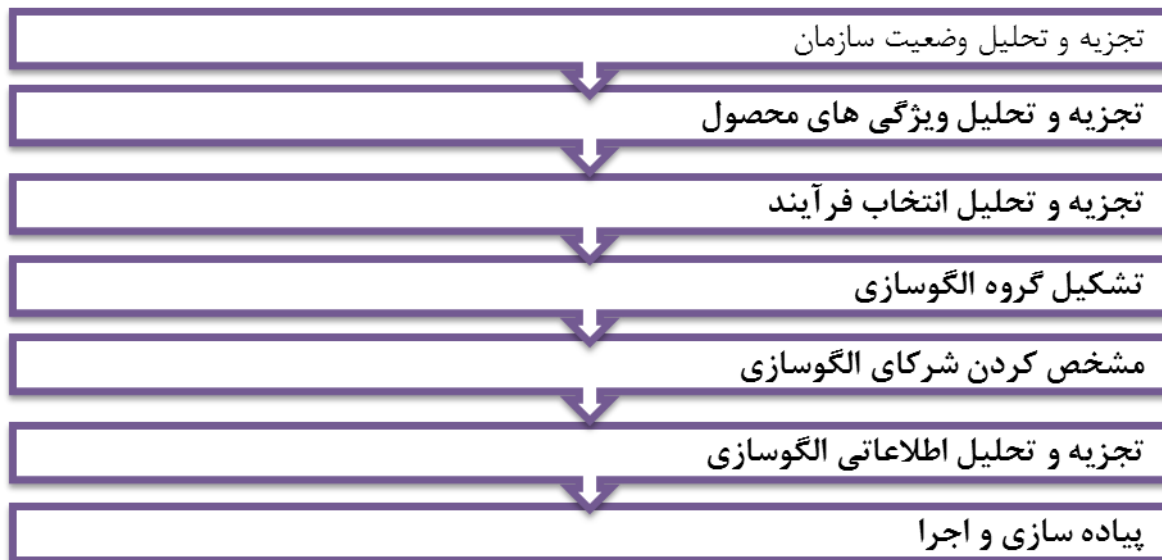 تجزیه و تحلیل وضعیت سازمان
تجزیه و تحلیل ویژگی های محصول
تجزیه و تحلیل انتخاب فرآیند
تشکیل گروه الگوسازی
مشخص کردن شرکای الگوسازی
تجزیه و تحلیل اطلاعاتی الگوسازی
پیاده سازی و اجرا